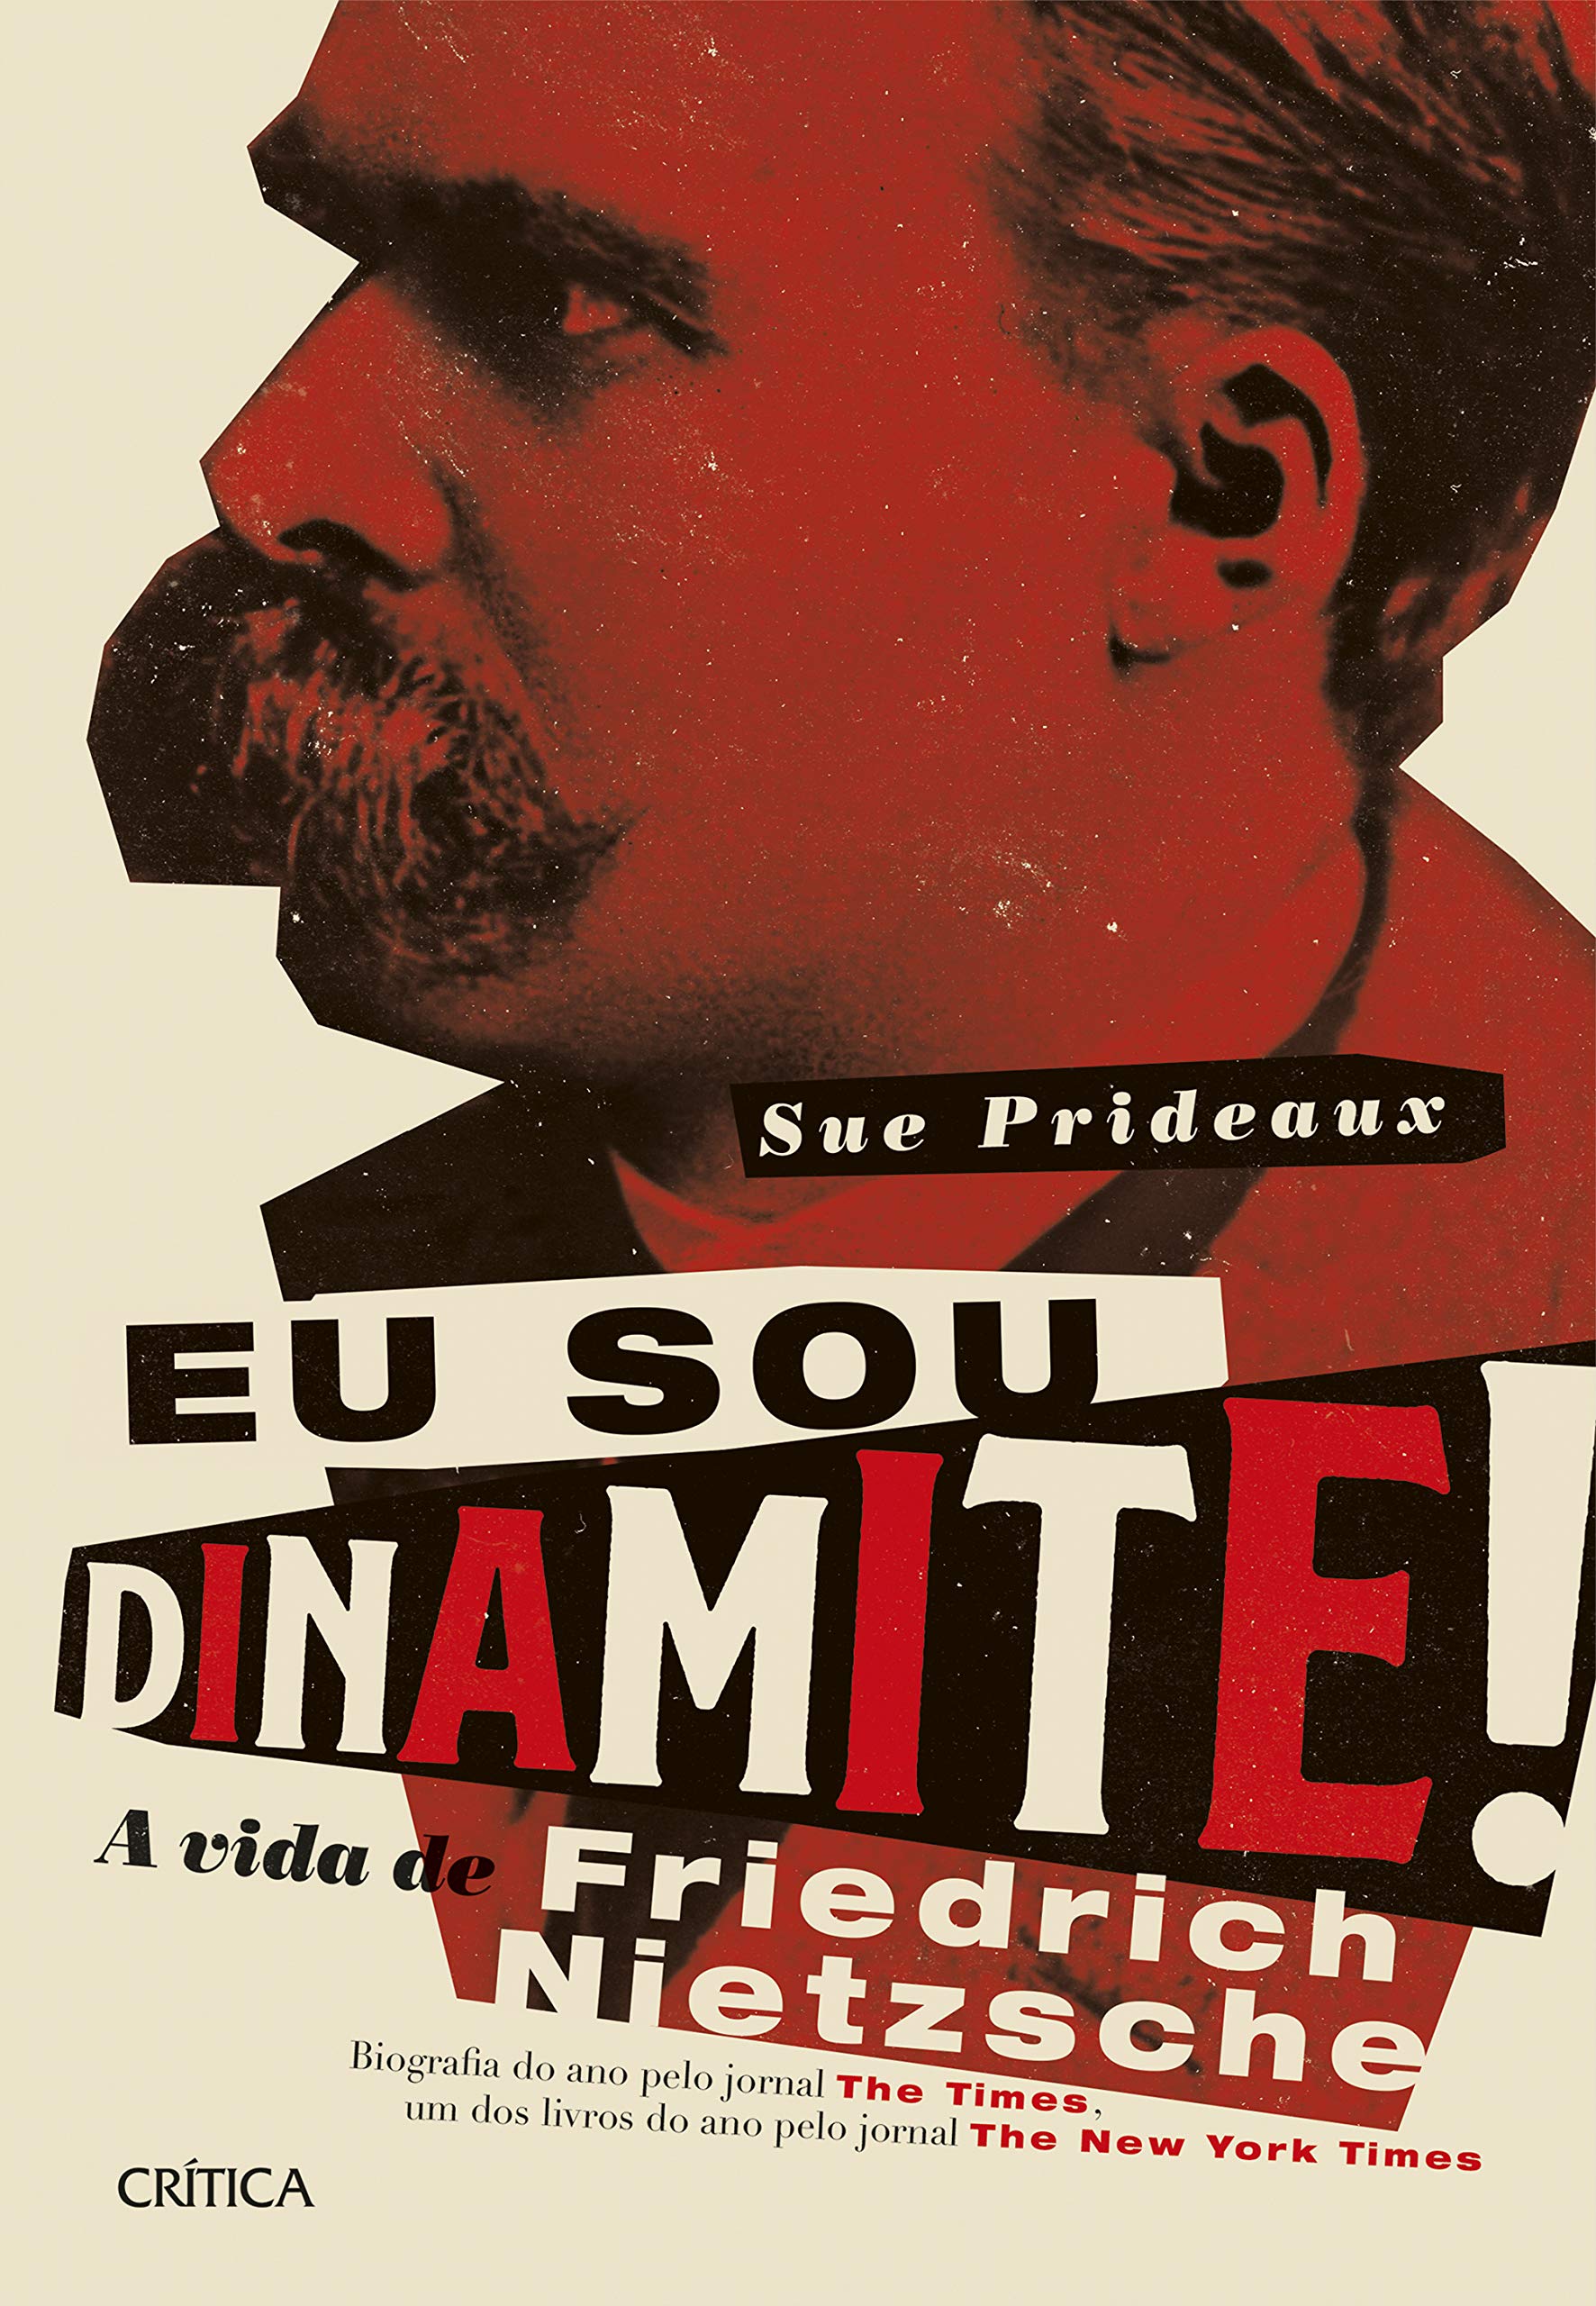 Sue Prideaux
EU SOU
DINAMITE!
A vida de Friedrich
Nietzsche
Biografia do ano pelo jornal The Times,
um dos livros do ano pelo jornal The New York Times
CRÍTICA